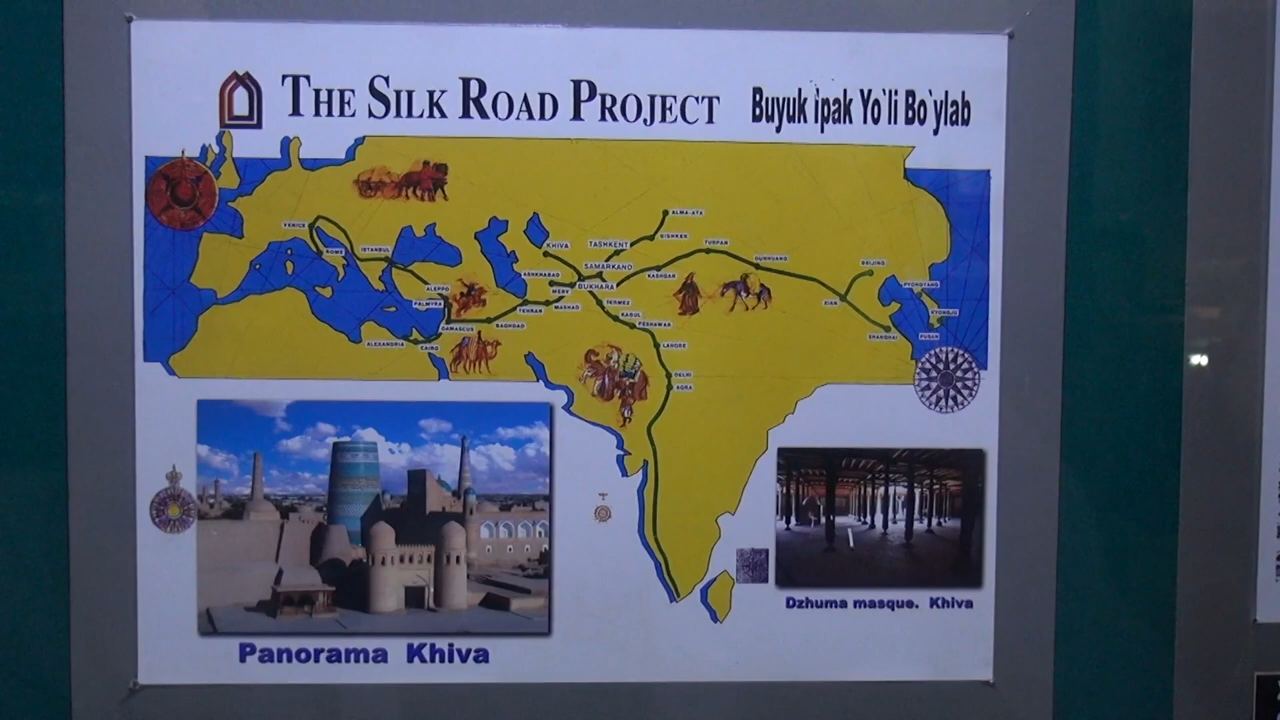 THE SILK ROAD PROJECT
Buyuk ipak Yo`li Bo`ylab
VENICE
ROME
ISTANBUL
ALEPPO
PALMYRA
DAMASCUS
ALEXANDRIA
CAIRO
BAGHDAD
TEHRAN
MASHAD
MERV
ASHKHABAD
KHIVA
BUKHARA
SAMARKAND
TASHKENT
BISHKEK
ALMA-ATA
KASHGAR
TURPAN
DUNHUANG
XIAN
BEIJING
SHANGHAI
PYONGYANG
KYONGJU
PUSAN
TERMEZ
KABUL
PESHAWAR
LAHORE
DELHI
AGRA
Panorama Khiva
Dzhuma masque. Khiva